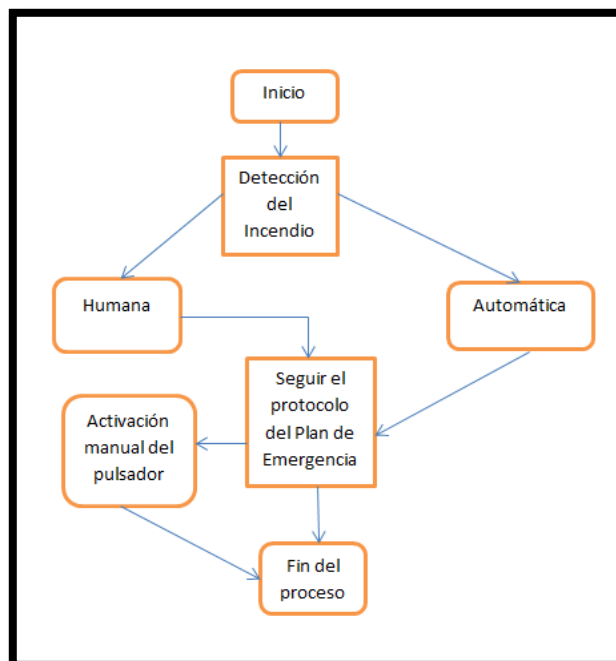 Inicio
Detección
del
Incendio
Humana
Automática
Seguir el
protocolo
del Plan de
Emergencia
Activación
manual del
pulsador
Fin del
proceso